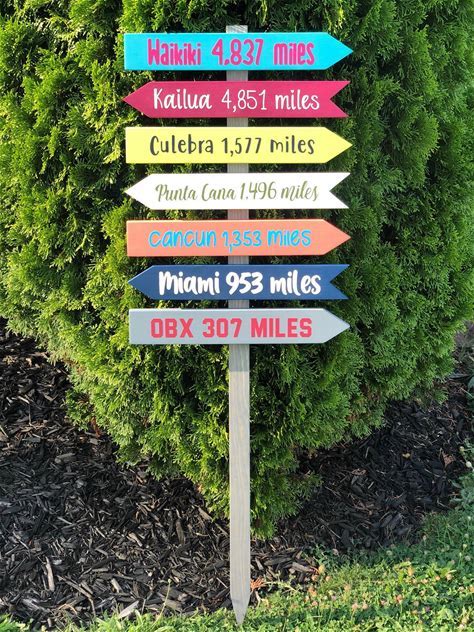 Waikiki 4,837 miles
Kailua 4,851 miles
Culebra 1,577 miles
Punta Cana 1,496 miles
Cancun 1,353 Miles
Miami 953 miles
OBX 307 MILES